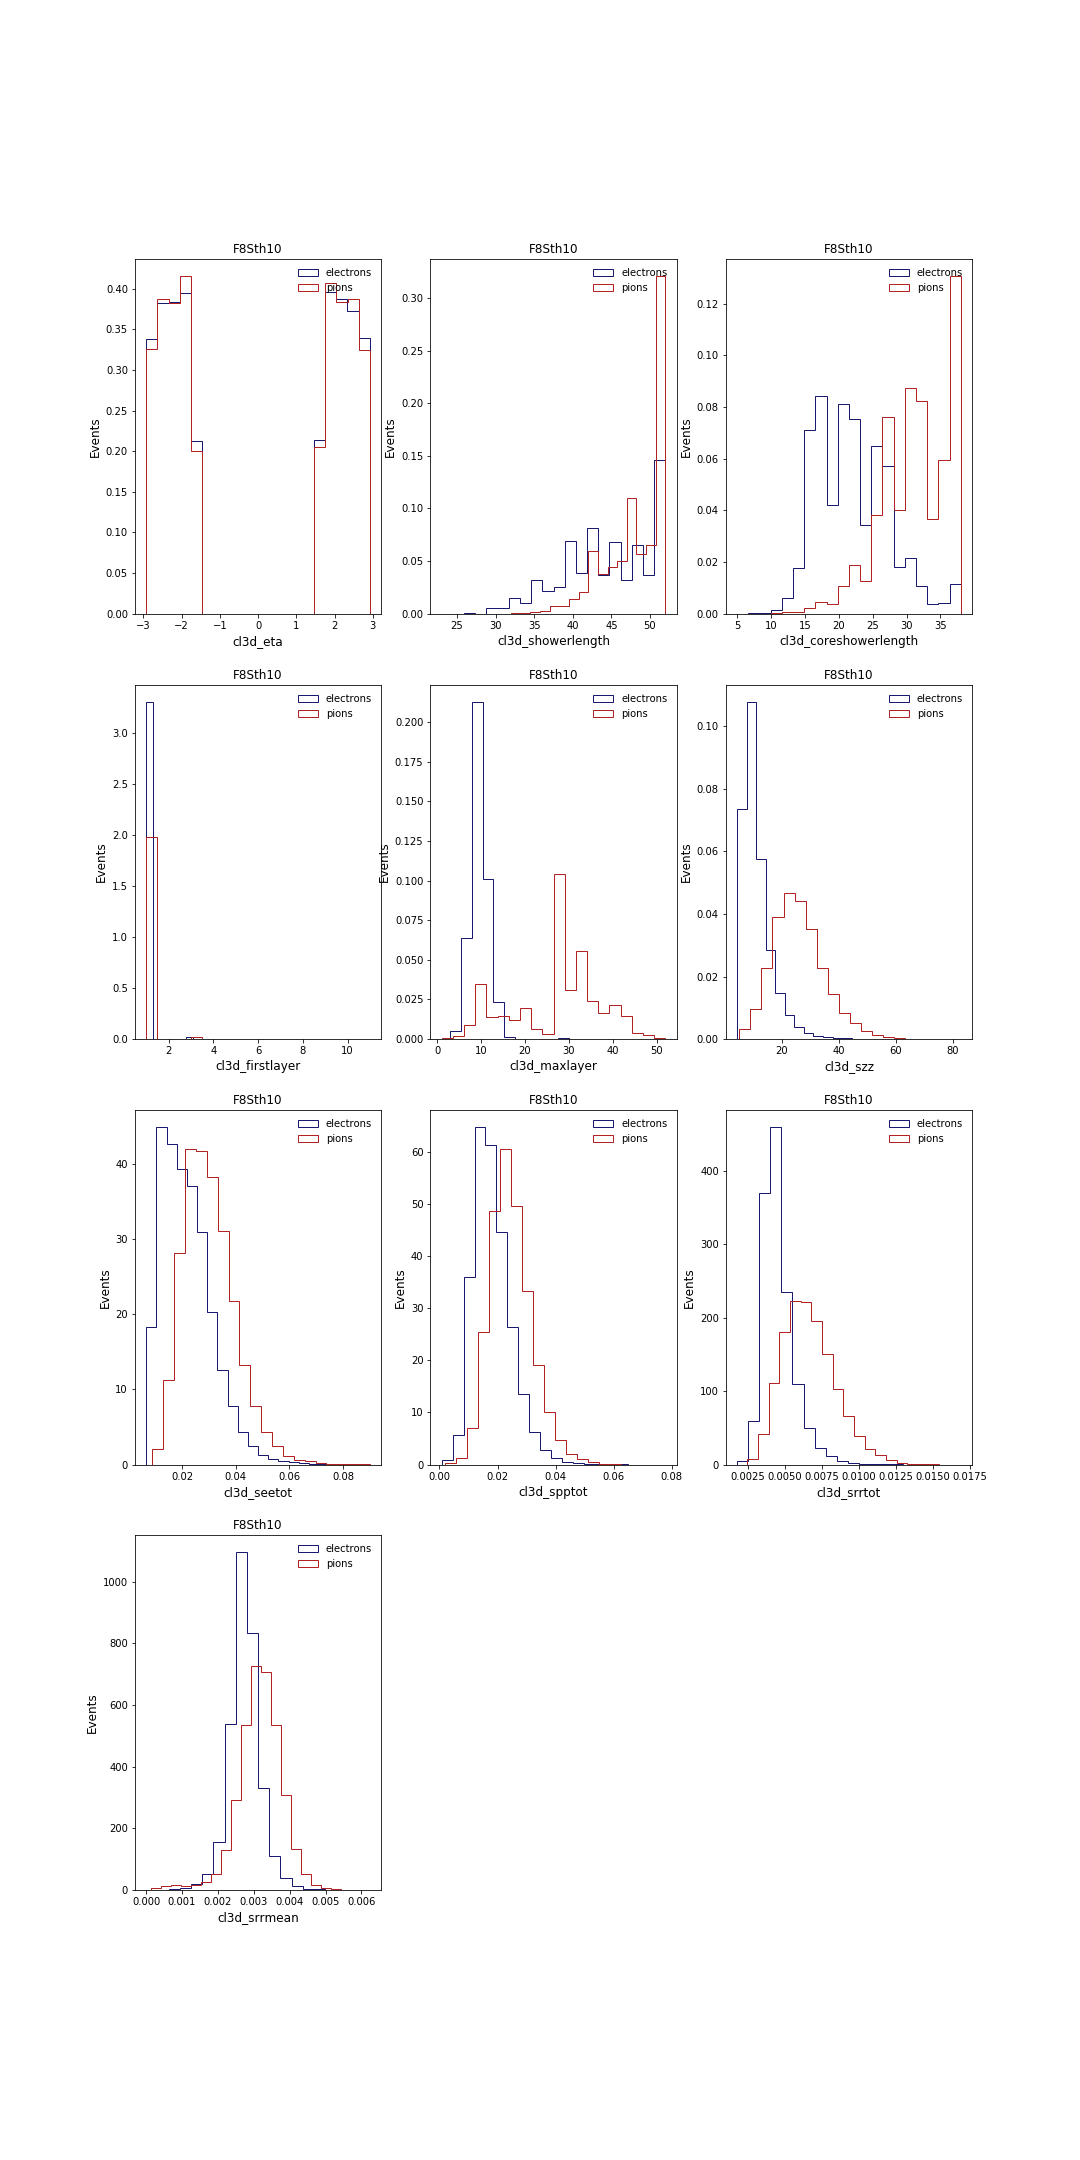 F8Sth10
F8Sth10
F8Sth10
electrons
pions
electrons
pions
electrons
pions
0.40
0.35
0.30
0.25
0.20
0.15
0.10
0.05
0.00
Events
−3 −2 −1 0 1 2 3
cl3d_eta
0.30
0.25
0.20
0.15
0.10
0.05
0.00
Events
25 30 35 40 45 50
cl3d_showerlength
0.12
0.10
0.08
0.06
0.04
0.02
0.00
Events
5 10 15 20 25 30 35
cl3d_coreshowerlength
F8Sth10
F8Sth10
F8Sth10
electrons
pions
electrons
pions
electrons
pions
3.0
2.5
2.0
1.5
1.0
0.5
0.0
Events
2 4 6 8 10
cl3d_firstlayer
0.200
0.175
0.150
0.125
0.100
0.075
0.050
0.025
0.000
Events
0 10 20 30 40 50
cl3d_maxlayer
0.10
0.08
0.06
0.04
0.02
0.00
Events
20 40 60 80
cl3d_szz
F8Sth10
F8Sth10
F8Sth10
electrons
pions
electrons
pions
electrons
pions
40
30
20
10
0
Events
0.02 0.04 0.06 0.08
cl3d_seetot
60
50
40
30
20
10
0
Events
0.00 0.02 0.04 0.06 0.08
cl3d_spptot
400
300
200
100
0
Events
0.0025 0.0050 0.0075 0.0100 0.0125 0.0150 0.0175
cl3d_srrtot
F8Sth10
electrons
pions
1000
800
600
400
200
0
Events
0.000 0.001 0.002 0.003 0.004 0.005 0.006
cl3d_srrmean